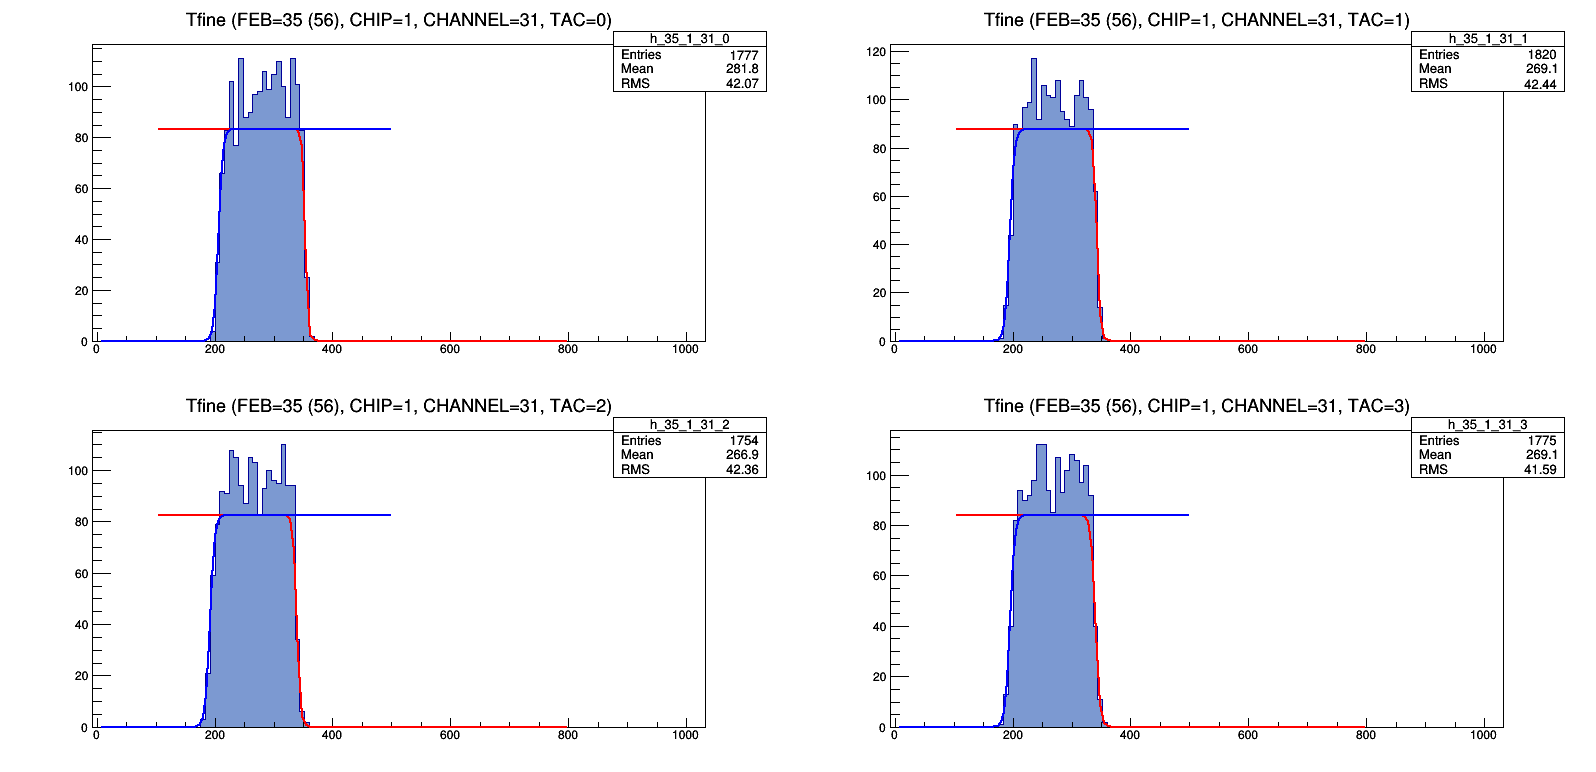 Tfine (FEB=35 (56), CHIP=1, CHANNEL=31, TAC=0)
h_35_1_31_0
Entries 1777
Mean 281.8
RMS 42.07
100
80
60
40
20
0
0 200 400 600 800 1000
Tfine (FEB=35 (56), CHIP=1, CHANNEL=31, TAC=1)
h_35_1_31_1
Entries 1820
Mean 269.1
RMS 42.44
120
100
80
60
40
20
0
0 200 400 600 800 1000
Tfine (FEB=35 (56), CHIP=1, CHANNEL=31, TAC=2)
h_35_1_31_2
Entries 1754
Mean 266.9
RMS 42.36
100
80
60
40
20
0
0 200 400 600 800 1000
Tfine (FEB=35 (56), CHIP=1, CHANNEL=31, TAC=3)
h_35_1_31_3
Entries 1775
Mean 269.1
RMS 41.59
100
80
60
40
20
0
0 200 400 600 800 1000